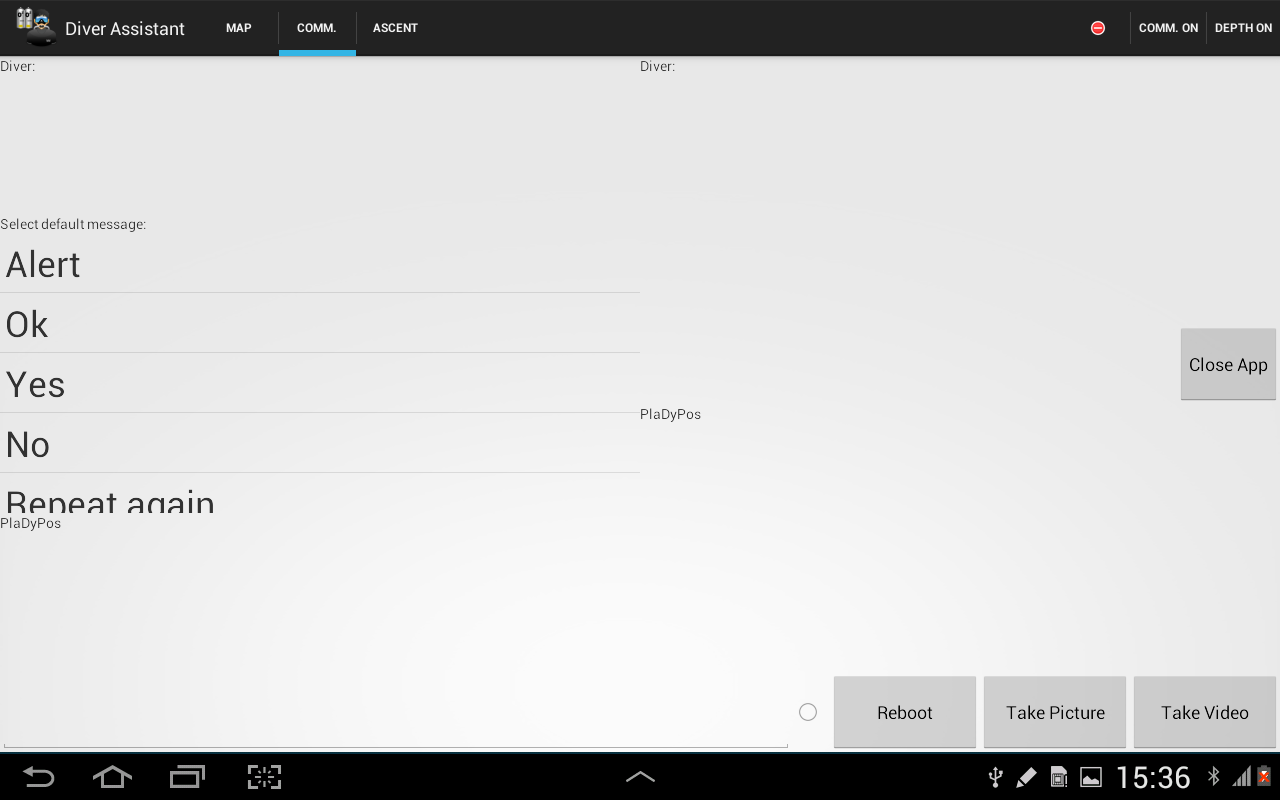 Diver Assistant MAP COMM. ASCENT COMM. ON DEPTH ON
Diver:
Select default message:
Alert
Ok
Yes
No
Repeat again
PlaDyPos
Diver:
Close App
PlaDyPos
Reboot Take Picture Take Video
15:36